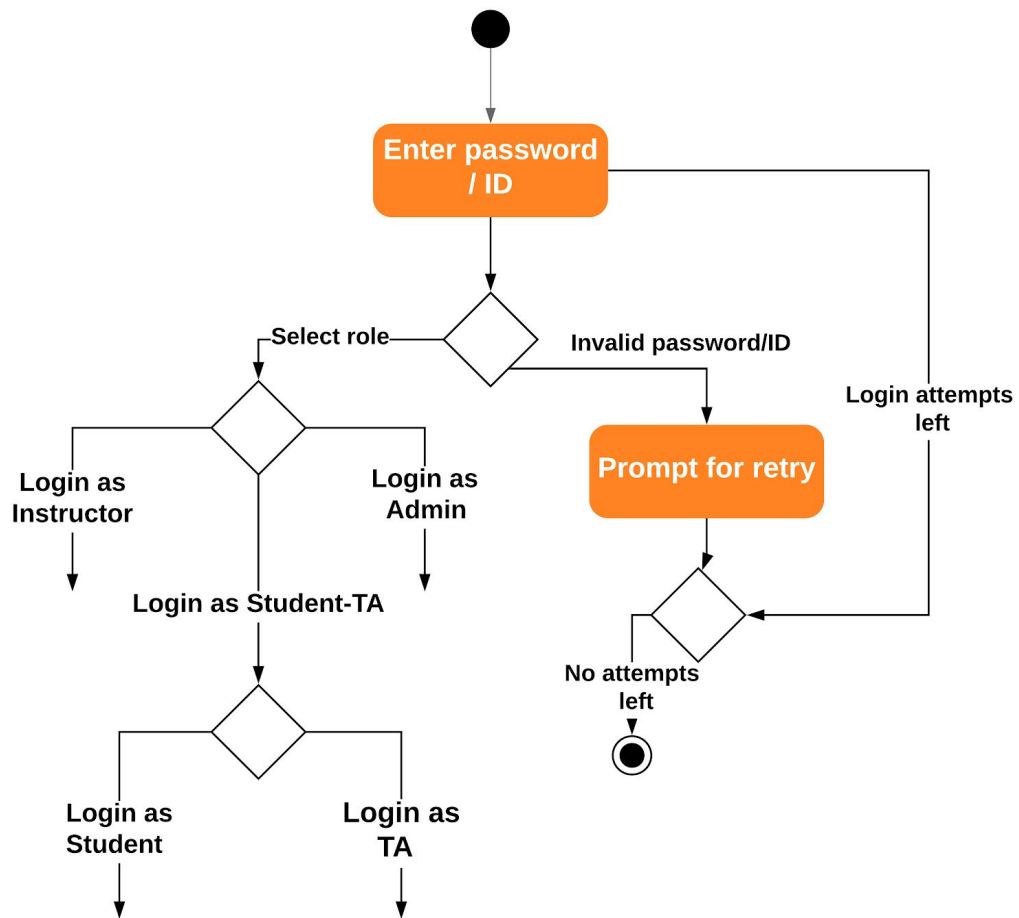 Enter password
/ ID
Select role
Invalid password/ID
Login attempts
left
Login as
Instructor
Login as
Admin
Prompt for retry
Login as Student-TA
No attempts
left
Login as
Student
Login as
TA